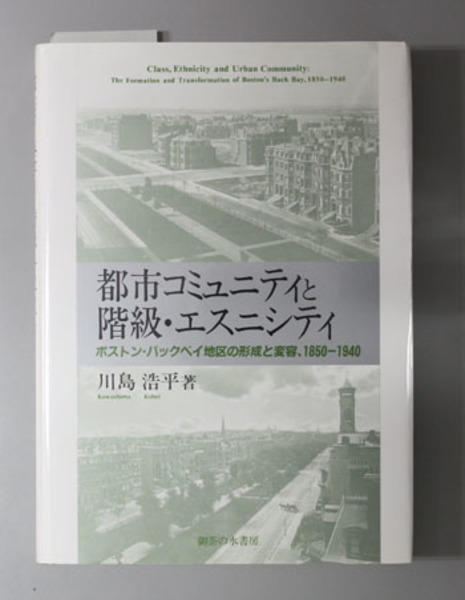 Class, Ethnicity and Urban Community:
The Formation and Transformation of Boston's Back Bay, 1850-1940
都市コミュニティと
階級・エスニシティ
ボストン・バックベイ地区の形成と変容、1850-1940
川島 浩平 著
Kawashima Kohei
御茶の水書房